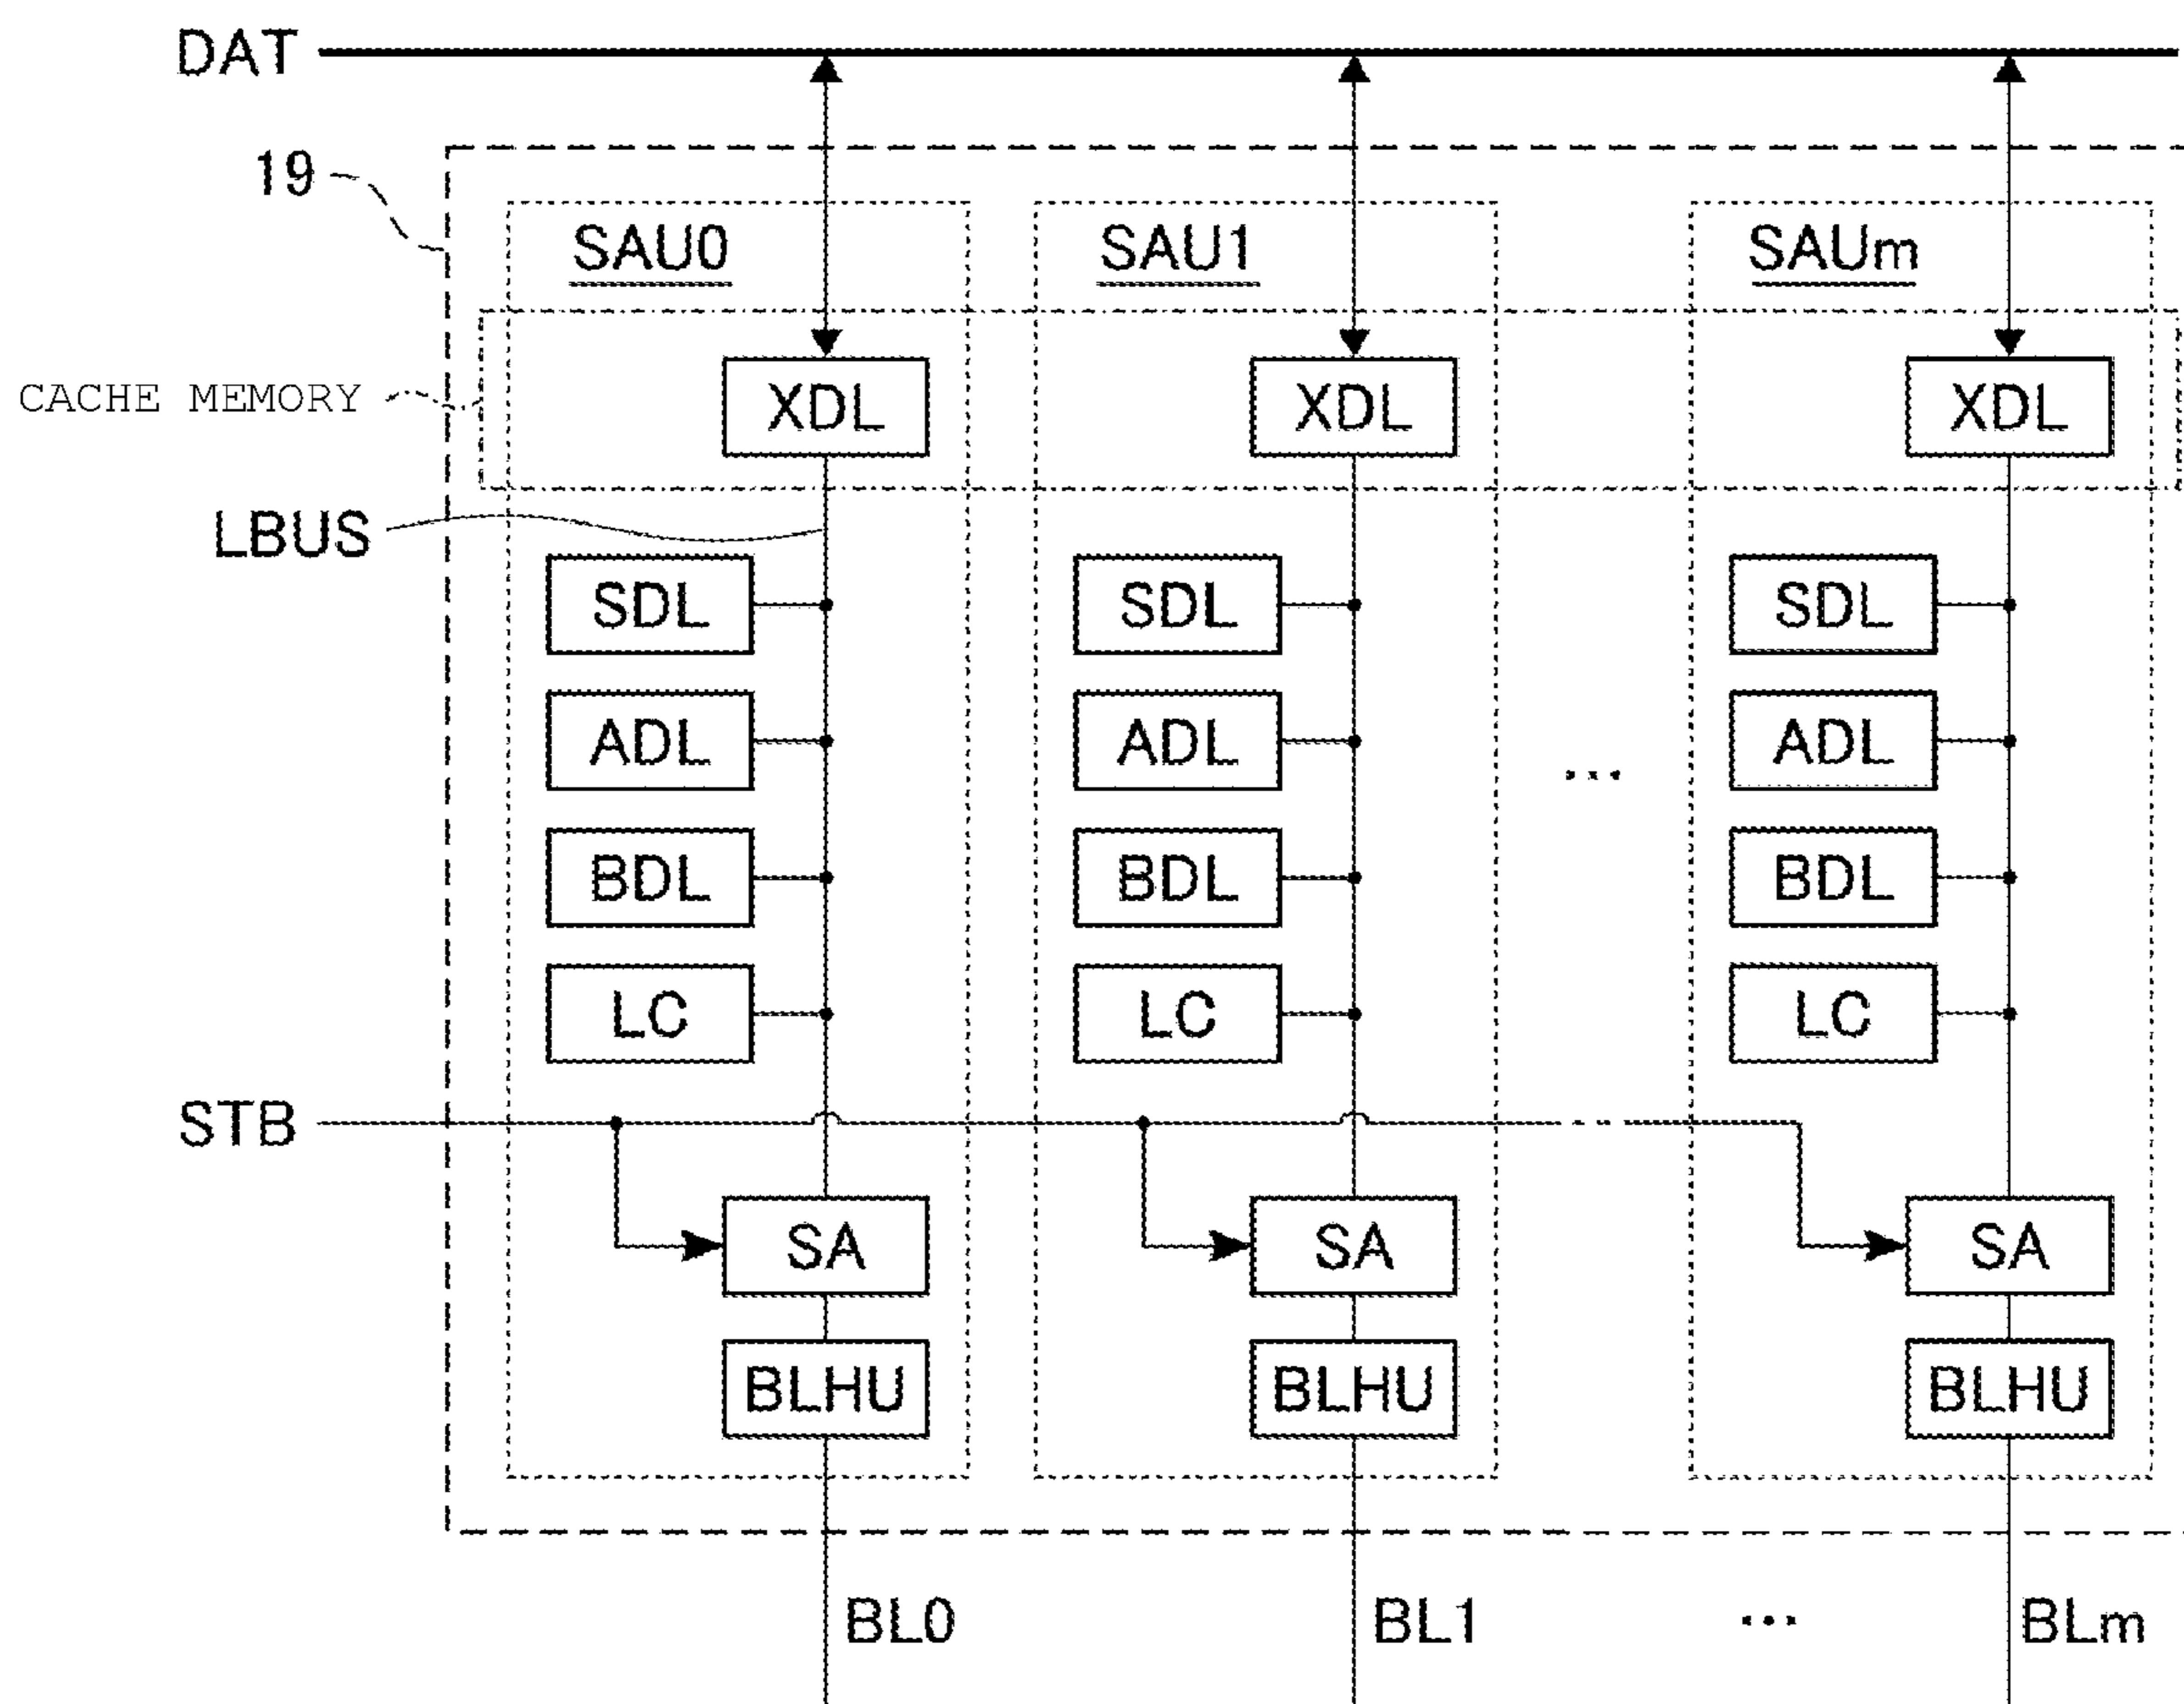 DAT
19
SAU0 SAU1 SAUm
CACHE MEMORY XDL XDL XDL
LBUS
SDL SDL SDL
ADL ADL ... ADL
BDL BDL BDL
LC LC LC
STB
SA SA SA
BLHU BLHU BLHU
BL0 BL1 ... BLm